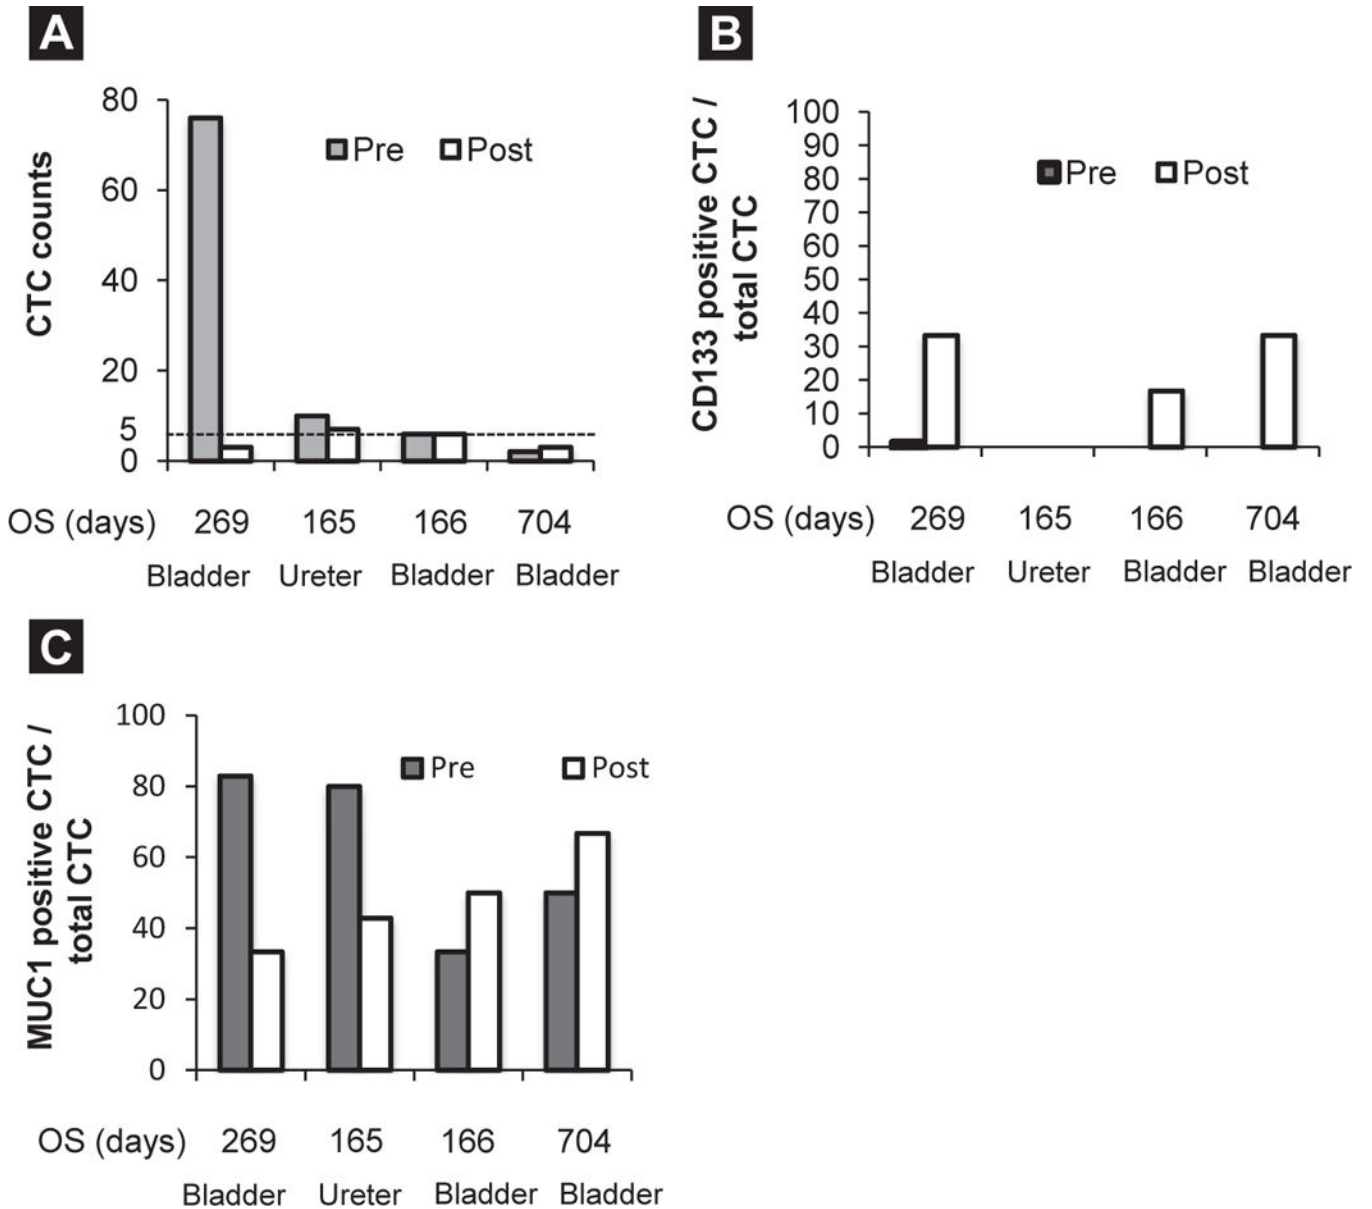 A
CTC counts
80
60
40
20
5
0
Pre Post
OS (days) 269 165 166 704
Bladder Ureter Bladder Bladder
B
CD133 positive CTC /
total CTC
100
90
80
70
60
50
40
30
20
10
0
Pre Post
OS (days) 269 165 166 704
Bladder Ureter Bladder Bladder
C
MUC1 positive CTC /
total CTC
100
80
60
40
20
0
Pre Post
OS (days) 269 165 166 704
Bladder Ureter Bladder Bladder